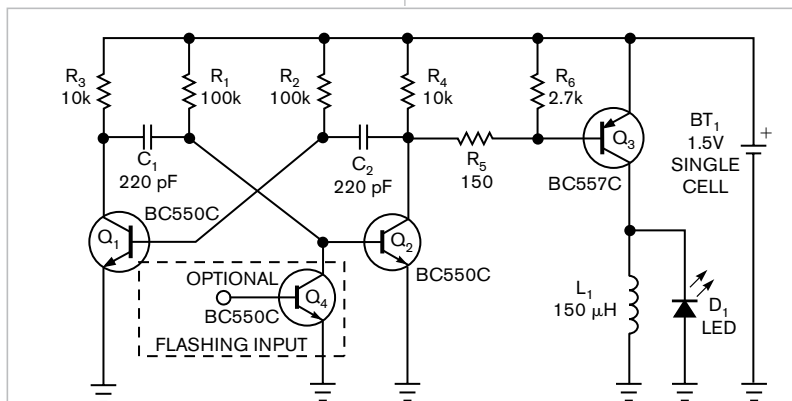 R3
10k
R1
100k
R2
100k
R4
10k
R6
2.7k
Q3
BT1
1.5V
SINGLE
CELL
+
C1
220 pF
C2
220 pF
R5
150
BC557C
BC550C
Q1
Q2
BC550C
OPTIONAL
Q4
BC550C
FLASHING INPUT
L1
150 µH
D1
LED